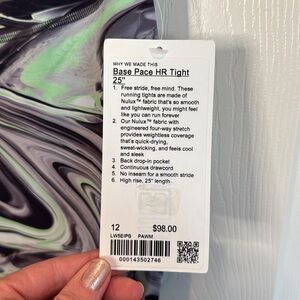 WHY WE MADE THIS
Base Pace HR Tight
25"
1. Free stride, free mind. These
running tights are made of
Nulux™ fabric that's so smooth
and lightweight, you might feel
like you can run forever
2. Our Nulux™ fabric with
engineered four-way stretch
provides weightless coverage
that's quick-drying,
sweat-wicking, and feels cool
and sleek
3. Back drop-in pocket
4. Continuous drawcord
5. No inseam for a smooth stride
6. High rise, 25" length
12 $98.00
LW5EIPS PAWM
000143502746